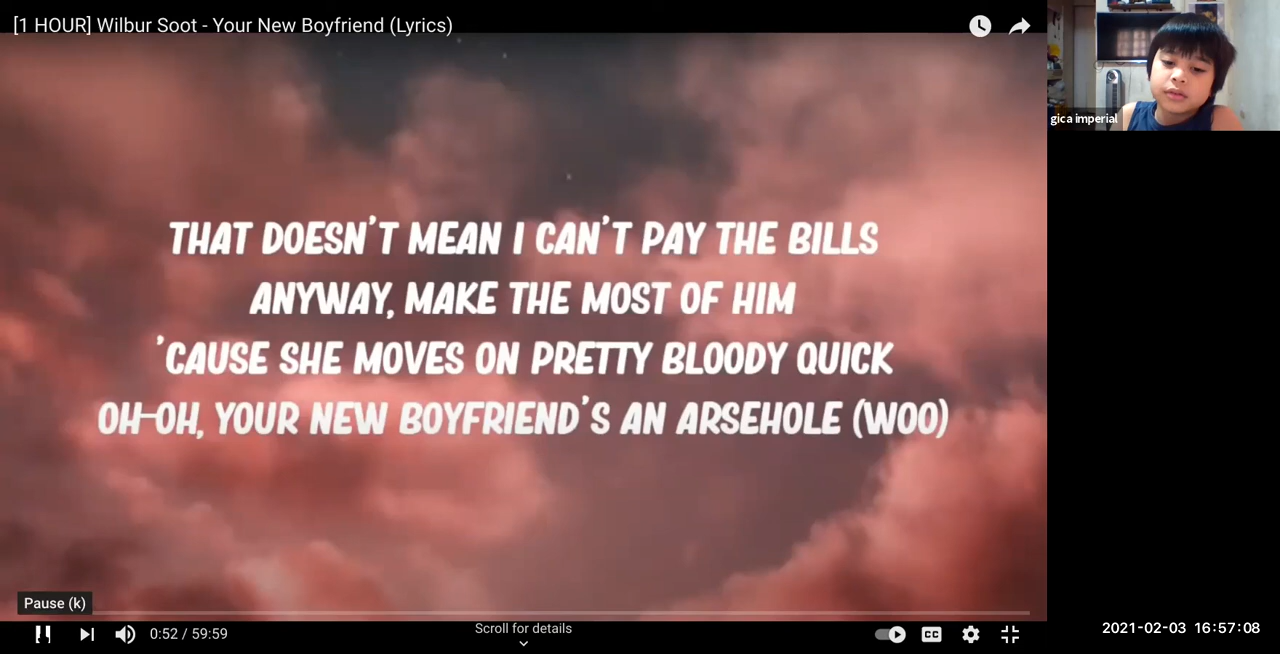 [1 HOUR] Wilbur Soot - Your New Boyfriend (Lyrics)
gica imperial
THAT DOESN'T MEAN I CAN'T PAY THE BILLS
ANYWAY, MAKE THE MOST OF HIM
'CAUSE SHE MOVES ON PRETTY BLOODY QUICK
OH-OH, YOUR NEW BOYFRIEND'S AN ARSEHOLE (WOO)
Pause (k)
0:52 / 59:59
Scroll for details
CC
2021-02-03 16:57:08